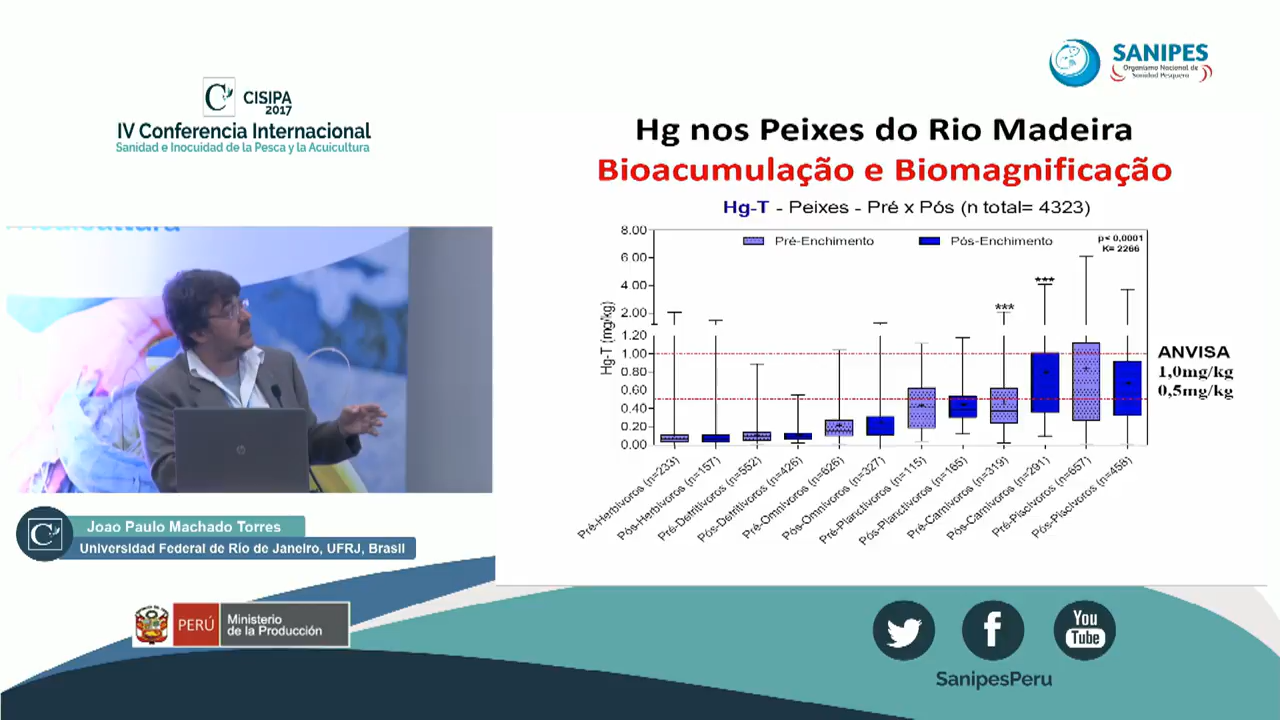 CISIPA
2017
IV Conferencia Internacional
Sanidad e Inocuidad de la Pesca y la Acuicultura
SANIPES
Organismo Nacional de
Sanidad Pesquera
Hg nos Peixes do Rio Madeira
Bioacumulação e Biomagnificação
Hg-T - Peixes - Pré x Pós (n total= 4323)
Pré-Enchimento
Pós-Enchimento
p< 0,0001
K= 2266
Hg-T (mg/kg)
8.00
6.00
4.00
2.00
1.20
1.00
0.80
0.60
0.40
0.20
0.00
***
***
ANVISA
1,0mg/kg
0,5mg/kg
Pré-Herbívoros (n=233)
Pós-Herbívoros (n=157)
Pré-Detritívoros (n=552)
Pós-Detritívoros (n=426)
Pré-Omnívoros (n=626)
Pós-Omnívoros (n=327)
Pré-Planctívoros (n=115)
Pós-Planctívoros (n=165)
Pré-Carnívoros (n=319)
Pós-Carnívoros (n=291)
Pré-Piscívoros (n=657)
Pós-Piscívoros (n=458)
hp
Joao Paulo Machado Torres
Universidad Federal de Río de Janeiro, UFRJ, Brasil
PERÚ
Ministerio
de la Producción
You
Tube
SanipesPeru